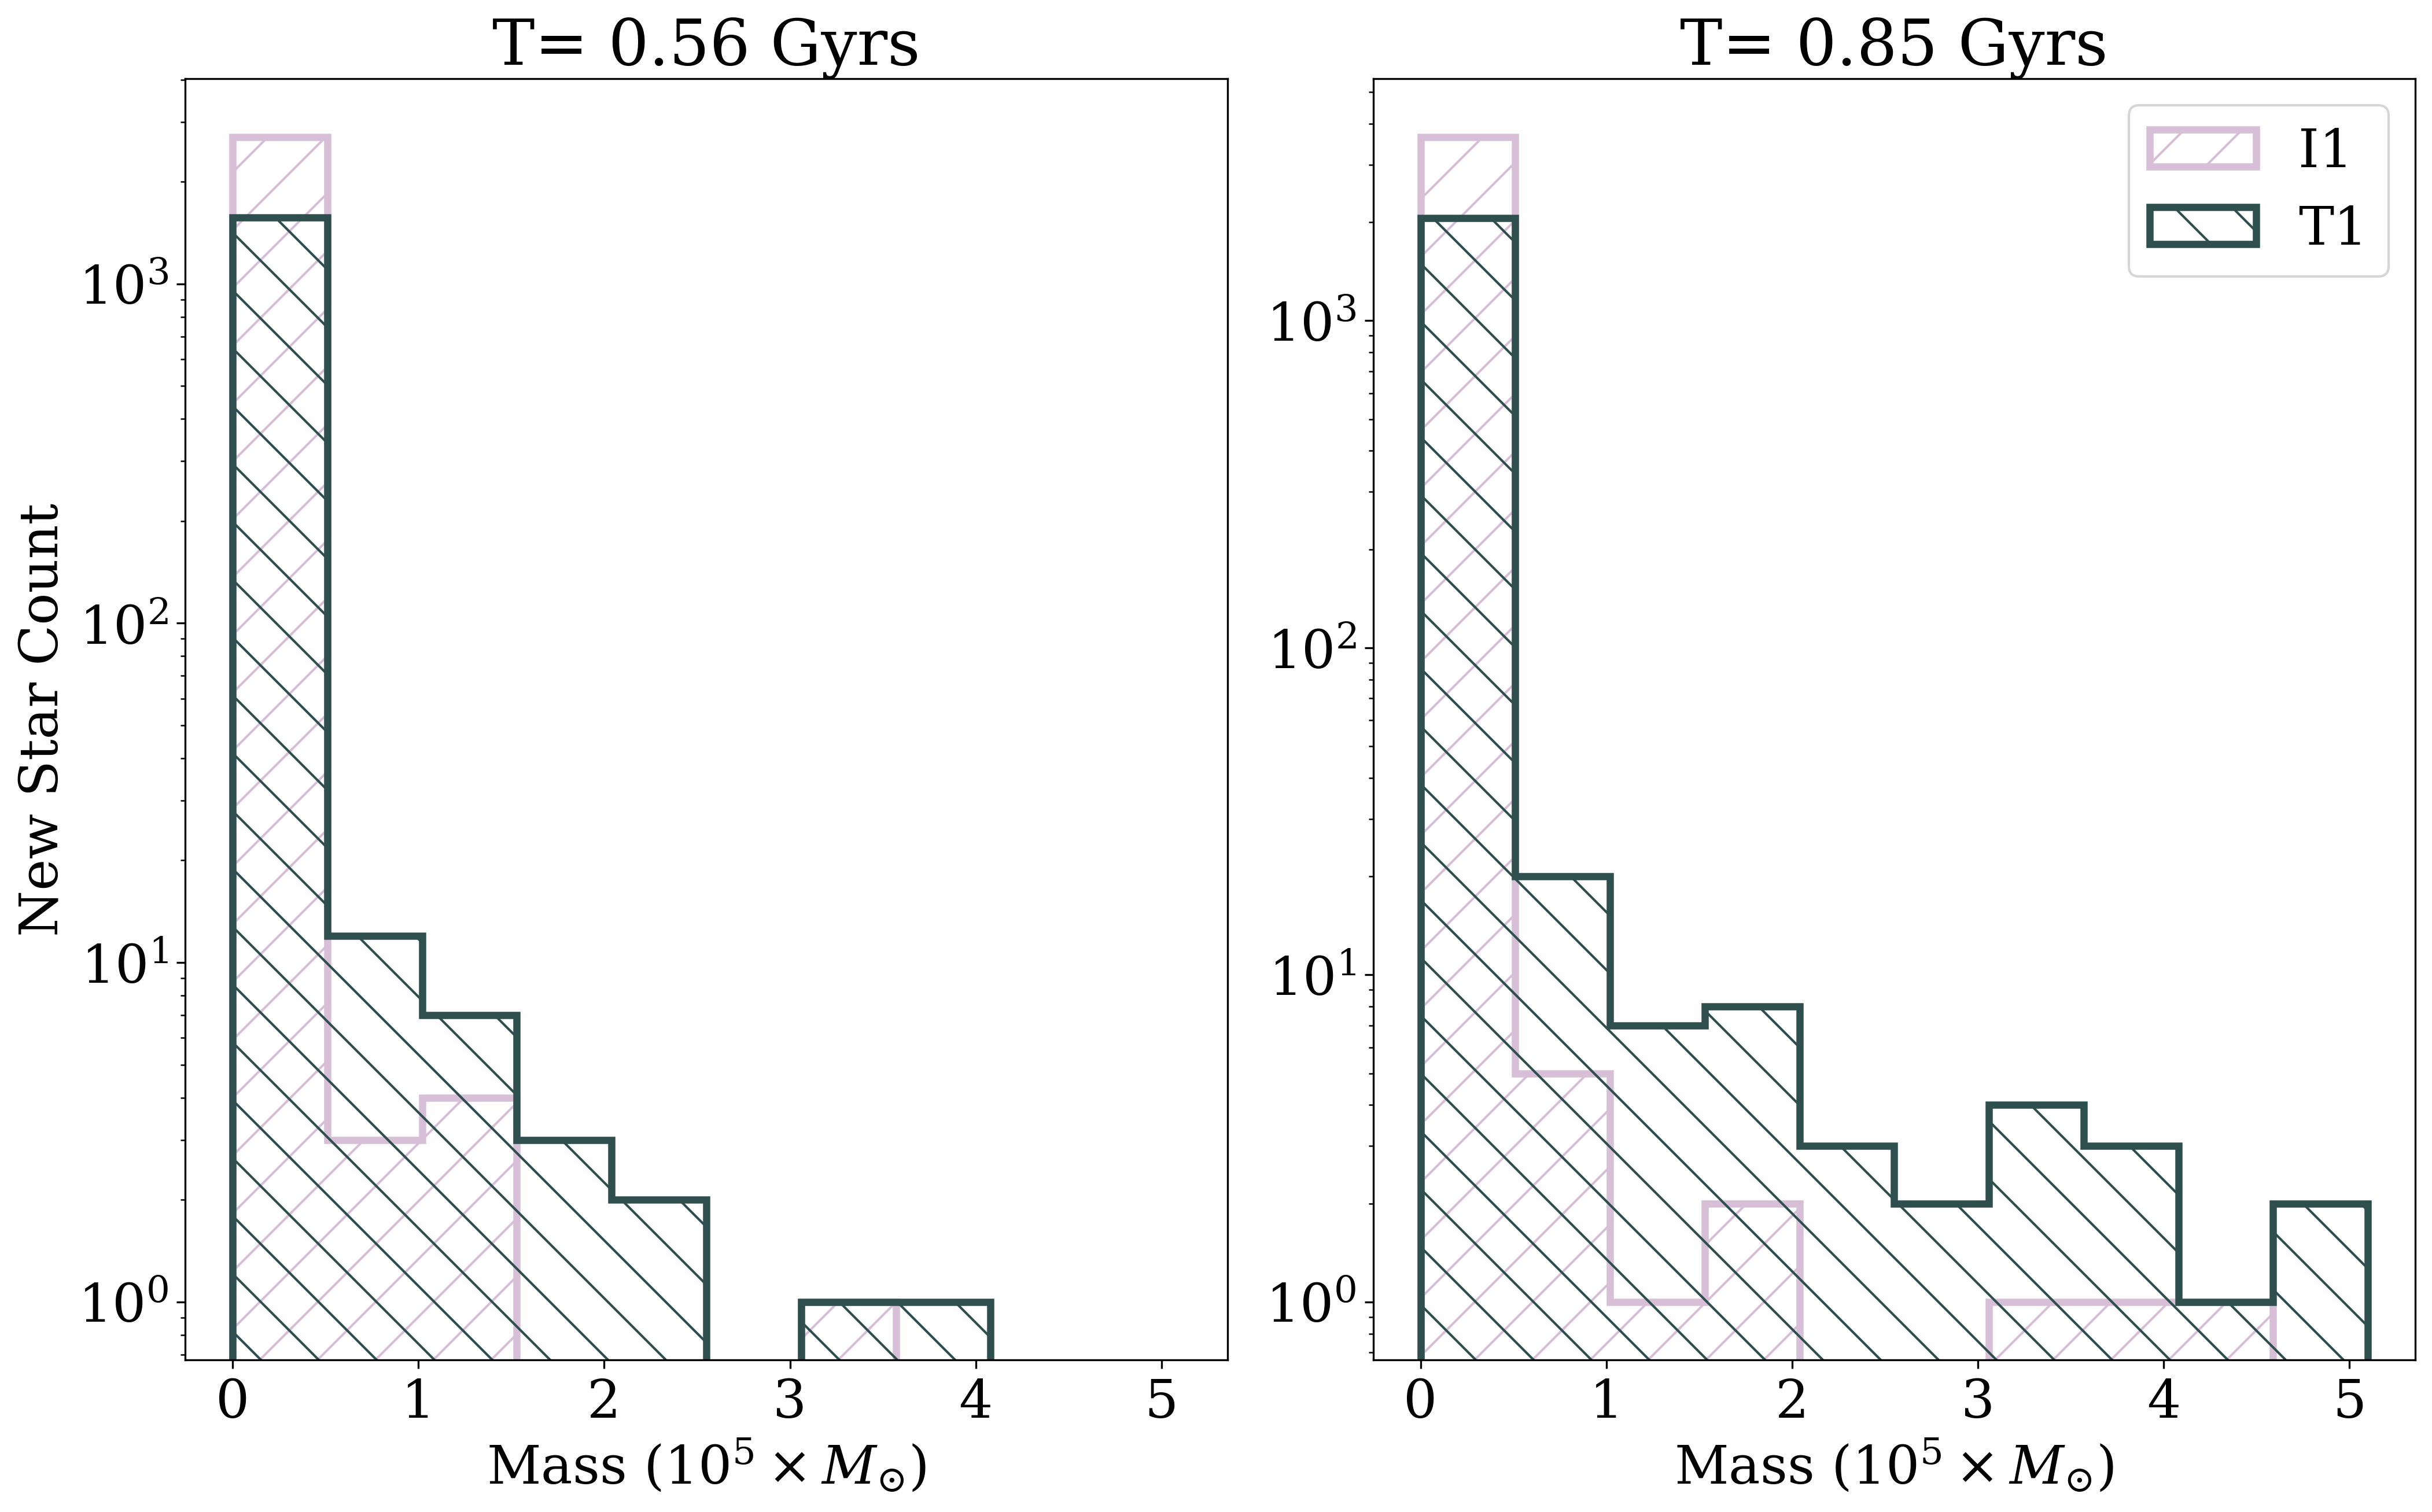 T= 0.56 Gyrs
T= 0.85 Gyrs
New Star Count
10³
10²
10¹
10⁰
0 1 2 3 4 5
Mass (10⁵ × M☉)
I1
T1
10³
10²
10¹
10⁰
0 1 2 3 4 5
Mass (10⁵ × M☉)